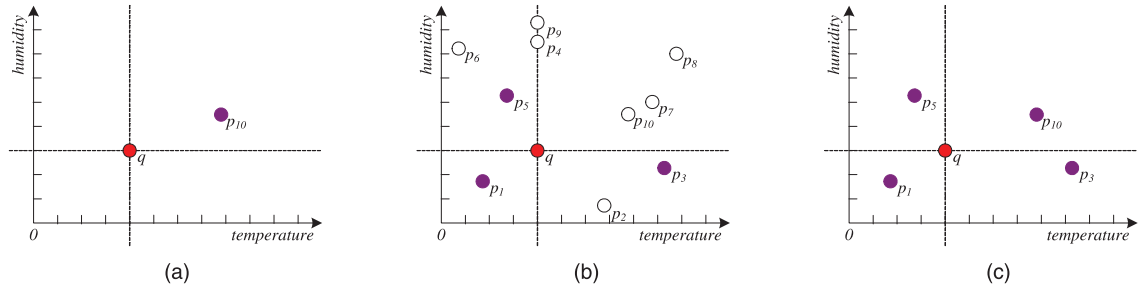 humidity
p10
q
0
temperature
(a)
humidity
p9
p4
p6
p8
p5
p7
p10
q
p3
p1
p2
0
temperature
(b)
humidity
p5
p10
q
p3
p1
0
temperature
(c)